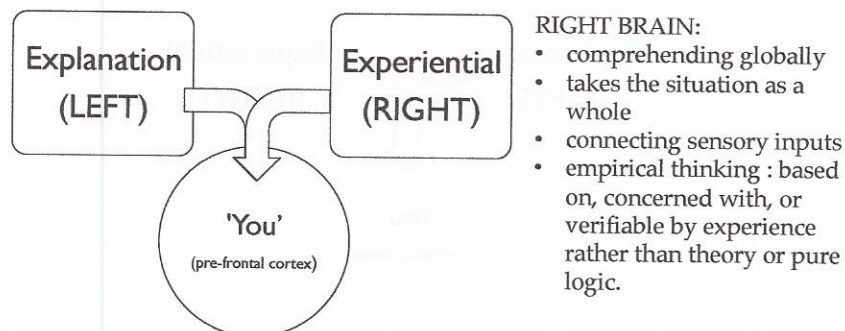 Explanation
(LEFT)
Experiential
(RIGHT)
'You'
(pre-frontal cortex)
RIGHT BRAIN:
• comprehending globally
• takes the situation as a
whole
• connecting sensory inputs
• empirical thinking : based
on, concerned with, or
verifiable by experience
rather than theory or pure
logic.